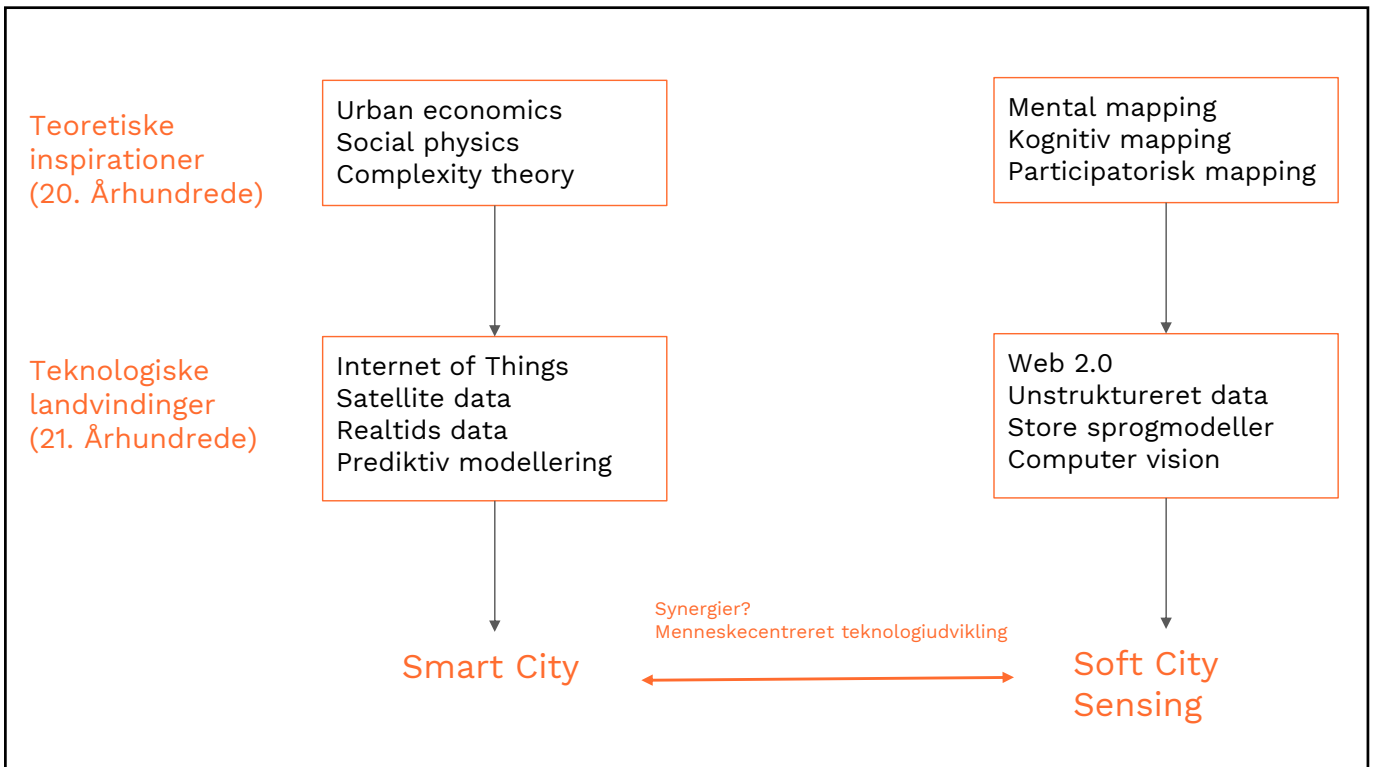 Teoretiske
inspirationer
(20. Århundrede)
Urban economics
Social physics
Complexity theory
Mental mapping
Kognitiv mapping
Participatorisk mapping
Teknologiske
landvindinger
(21. Århundrede)
Internet of Things
Satellite data
Realtids data
Prediktiv modellering
Web 2.0
Unstruktureret data
Store sprogmodeller
Computer vision
Synergier?
Menneskecentreret teknologiudvikling
Smart City
Soft City
Sensing